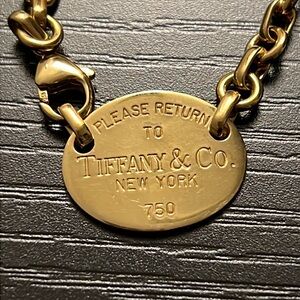 PLEASE RETURN
TO
TIFFANY & CO.
NEW YORK
750